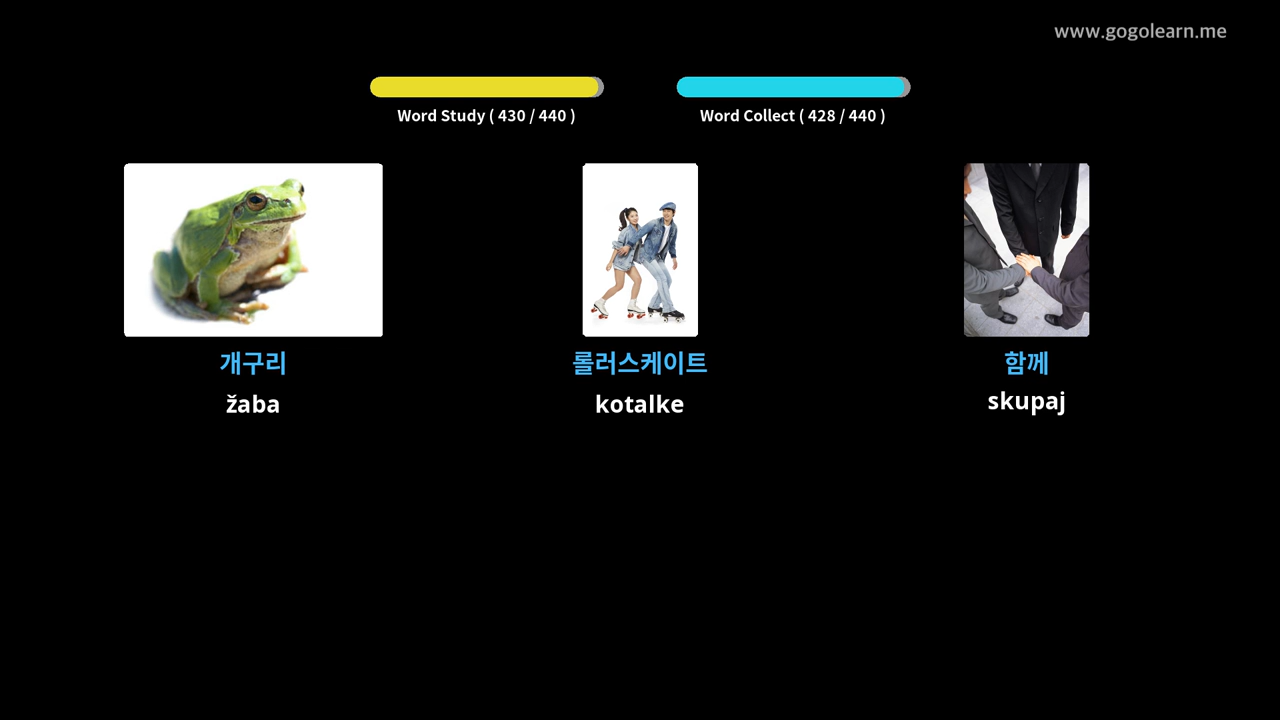 www.gogolearn.me
Word Study ( 430 / 440 )
Word Collect ( 428 / 440 )
개구리
롤러스케이트
함께
žaba
kotalke
skupaj